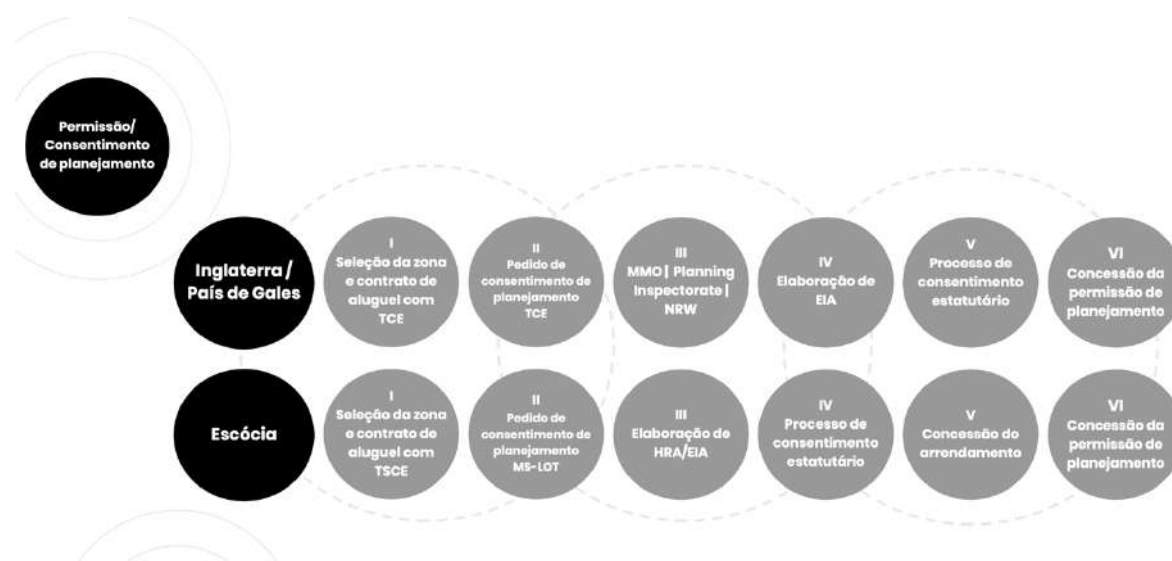 Permissão/
Consentimento
de planejamento
Inglaterra /
País de Gales
I
Seleção da zona
e contrato de
aluguel com
TCE
II
Pedido de
consentimento de
planejamento
TCE
III
MMO | Planning
Inspectorate |
NRW
IV
Elaboração de
EIA
V
Processo de
consentimento
estatutário
VI
Concessão da
permissão de
planejamento
Escócia
I
Seleção da zona
e contrato de
aluguel com
TSCE
II
Pedido de
consentimento de
planejamento
MS-LOT
III
Elaboração de
HRA/EIA
IV
Processo de
consentimento
estatutário
V
Concessão do
arrendamento
VI
Concessão da
permissão de
planejamento